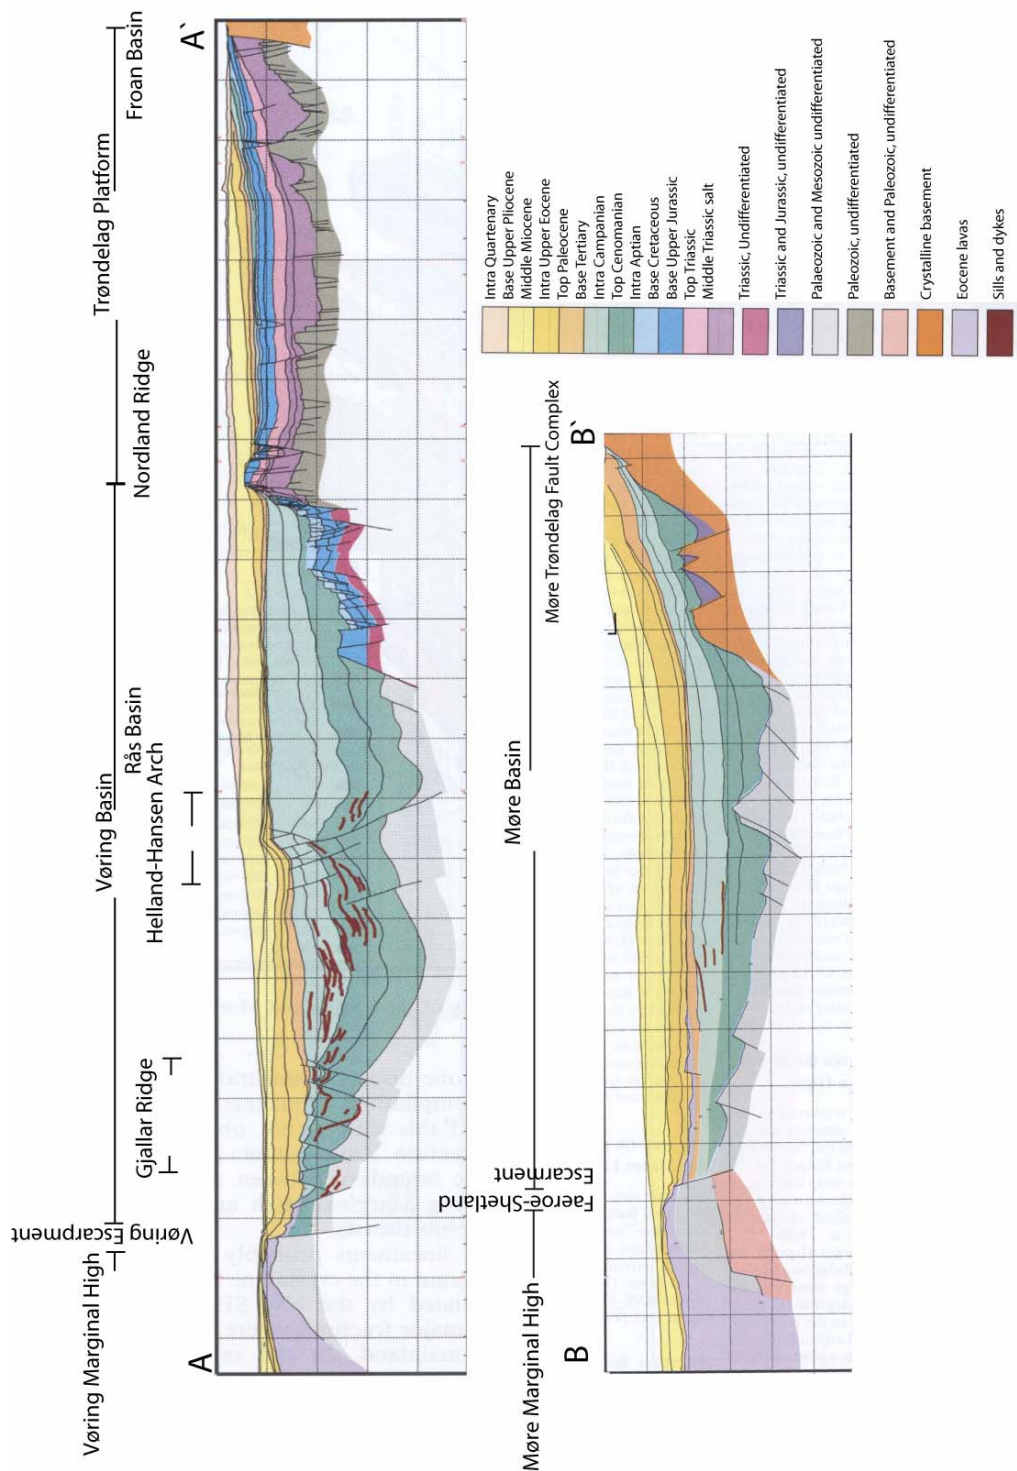 Vøring Marginal High
Vøring Escarpment
Gjallar Ridge
Vøring Basin
Helland-Hansen Arch
Rås Basin
Nordland Ridge
Trøndelag Platform
Froan Basin
A
A`
Møre Marginal High
Faeroe-Shetland
Escarment
Møre Basin
Møre Trøndelag Fault Complex
B
B`
Intra Quartenary
Base Upper Pliocene
Middle Miocene
Intra Upper Eocene
Top Paleocene
Base Tertiary
Intra Campanian
Top Cenomanian
Intra Aptian
Base Cretaceous
Base Upper Jurassic
Top Triassic
Middle Triassic salt
Triassic, Undifferentiated
Triassic and Jurassic, undifferentiated
Palaeozoic and Mesozoic undifferentiated
Paleozoic, undifferentiated
Basement and Paleozoic, undifferentiated
Crystalline basement
Eocene lavas
Sills and dykes